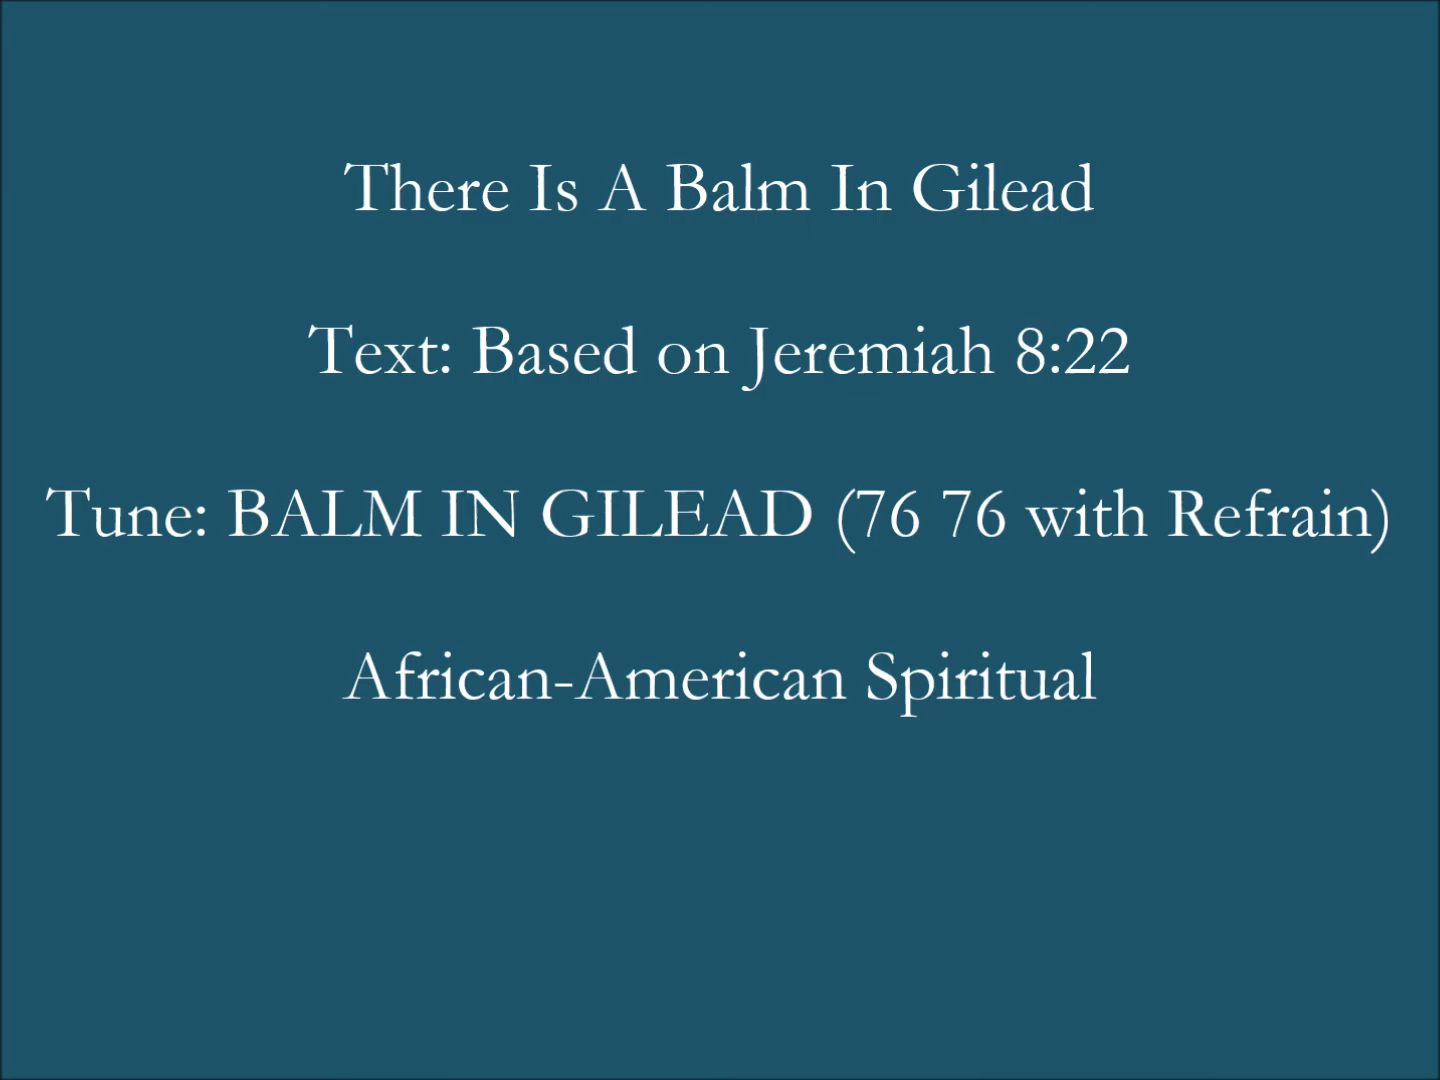 There Is A Balm In Gilead
Text: Based on Jeremiah 8:22
Tune: BALM IN GILEAD (76 76 with Refrain)
African-American Spiritual